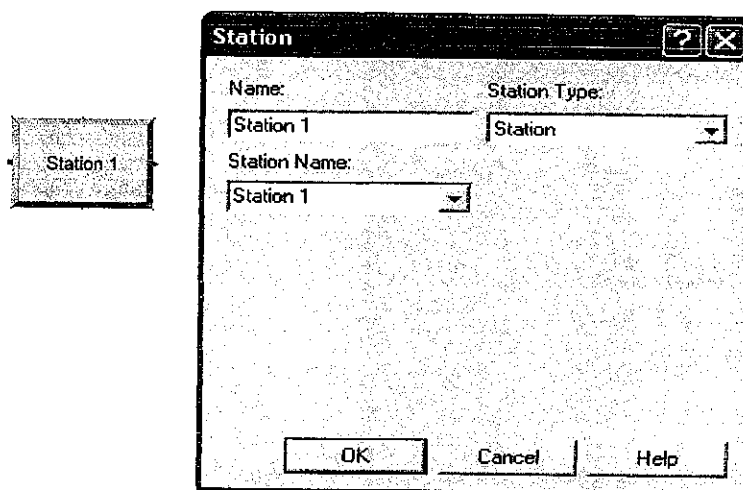 Station
Name:
Station Type:
Station 1
Station
Station 1
Station Name:
Station 1
OK
Cancel
Help